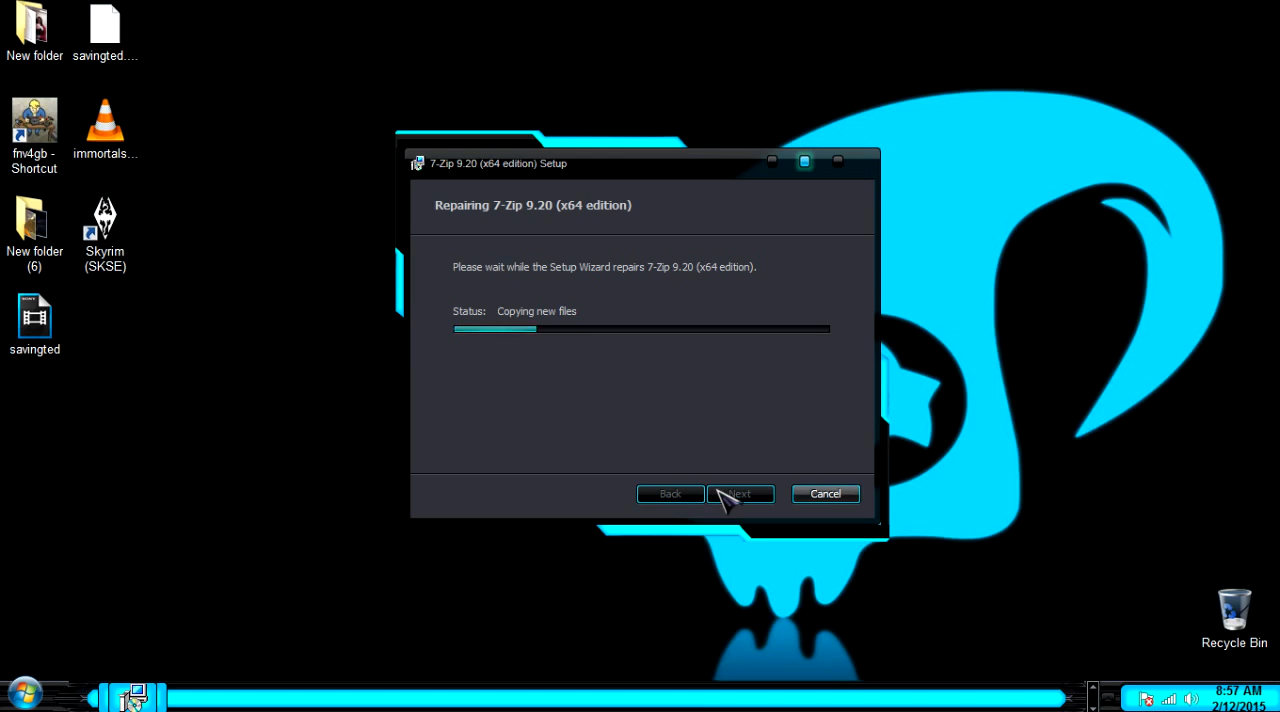 New folder
savingted....
fnv4gb -
Shortcut
immortals...
New folder
(6)
Skyrim
(SKSE)
SONY
savingted
7-Zip 9.20 (x64 edition) Setup
Repairing 7-Zip 9.20 (x64 edition)
Please wait while the Setup Wizard repairs 7-Zip 9.20 (x64 edition).
Status: Copying new files
Back Next Cancel
Recycle Bin
8:57 AM
2/12/2015